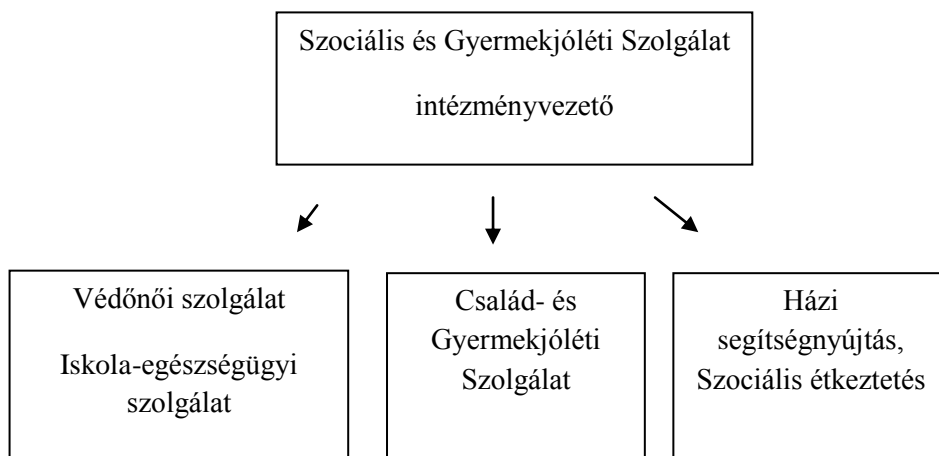 Szociális és Gyermekjóléti Szolgálat
intézményvezető
Védőnői szolgálat
Iskola-egészségügyi
szolgálat
Család- és
Gyermekjóléti
Szolgálat
Házi
segítségnyújtás,
Szociális étkeztetés